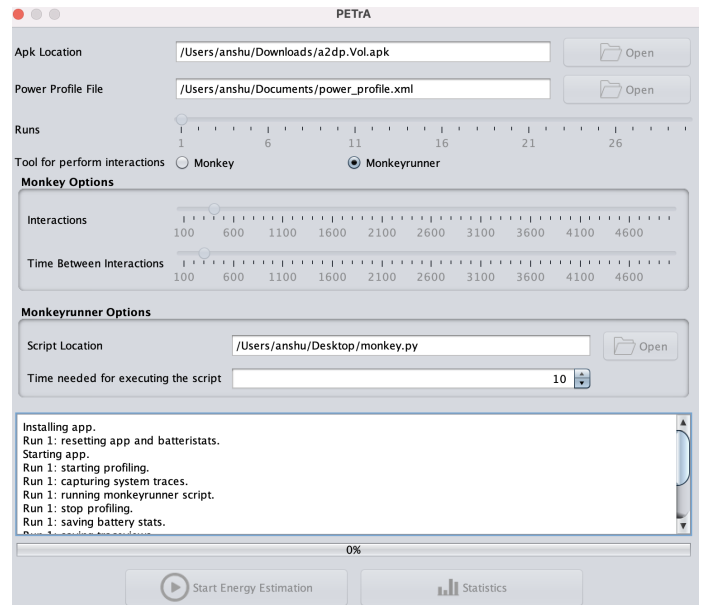 PETrA
Apk Location /Users/anshu/Downloads/a2dp.Vol.apk Open
Power Profile File /Users/anshu/Documents/power_profile.xml Open
Runs
1 6 11 16 21 26
Tool for perform interactions Monkey Monkeyrunner
Monkey Options
Interactions
100 600 1100 1600 2100 2600 3100 3600 4100 4600
Time Between Interactions
100 600 1100 1600 2100 2600 3100 3600 4100 4600
Monkeyrunner Options
Script Location /Users/anshu/Desktop/monkey.py Open
Time needed for executing the script 10
Installing app.
Run 1: resetting app and batteristats.
Starting app.
Run 1: starting profiling.
Run 1: capturing system traces.
Run 1: running monkeyrunner script.
Run 1: stop profiling.
Run 1: saving battery stats.
Run 1: saving traceviews
0%
Start Energy Estimation Statistics